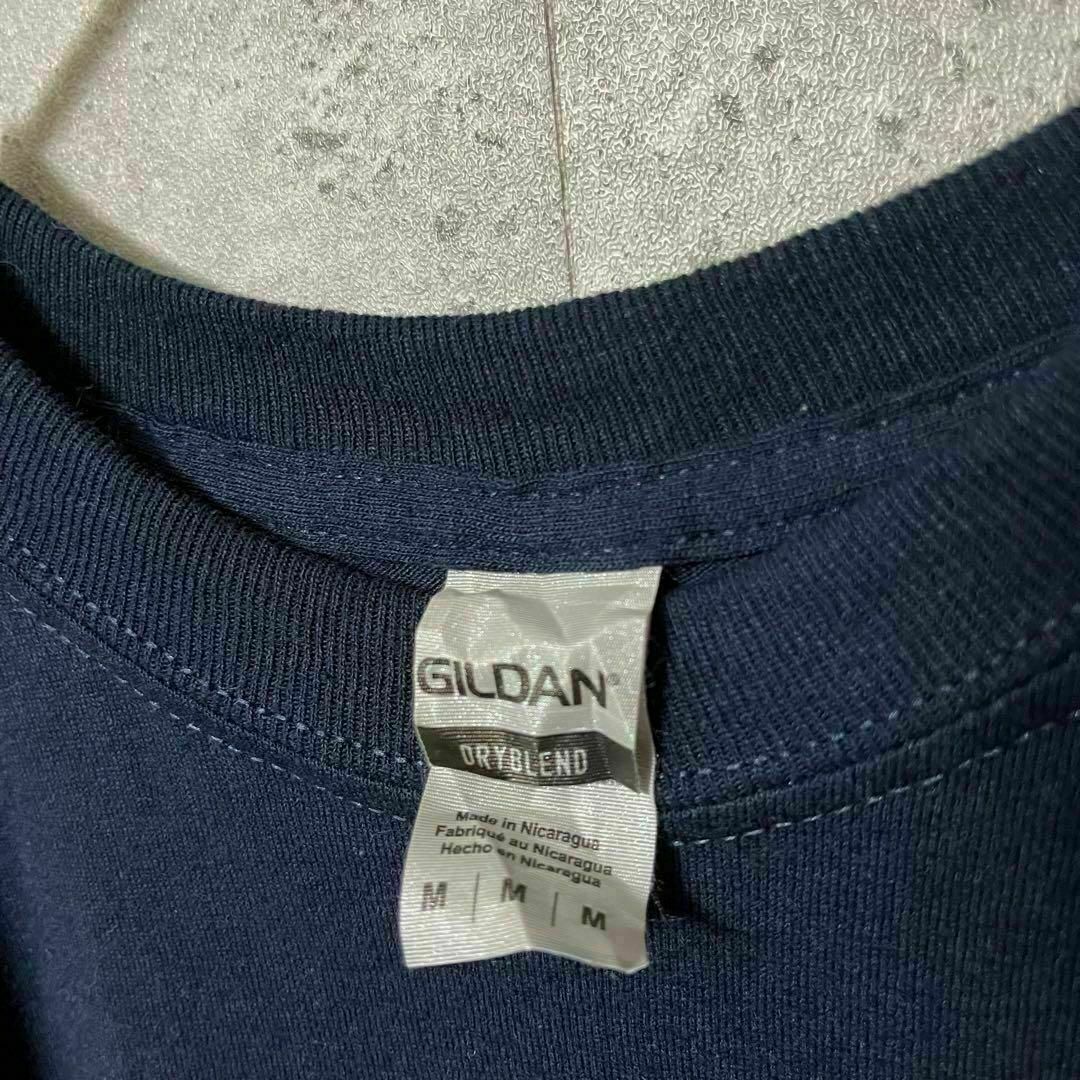 GILDAN®
DRYBLEND
Made in Nicaragua
Fabriqué au Nicaragua
Hecho en Nicaragua
M | M | M